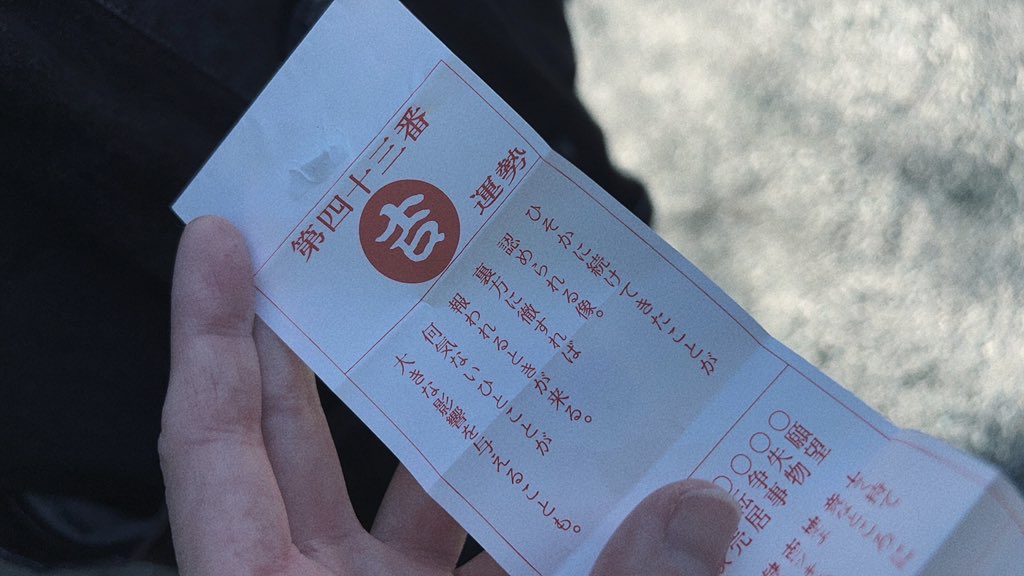 第四十三番
吉
運勢
ひそかに続けてきたことが
認められる像。
裏方に徹すれば
報われるときが来る。
何気ないひとことが
大きな影響を与えることも。
○願望
○失物
○争事